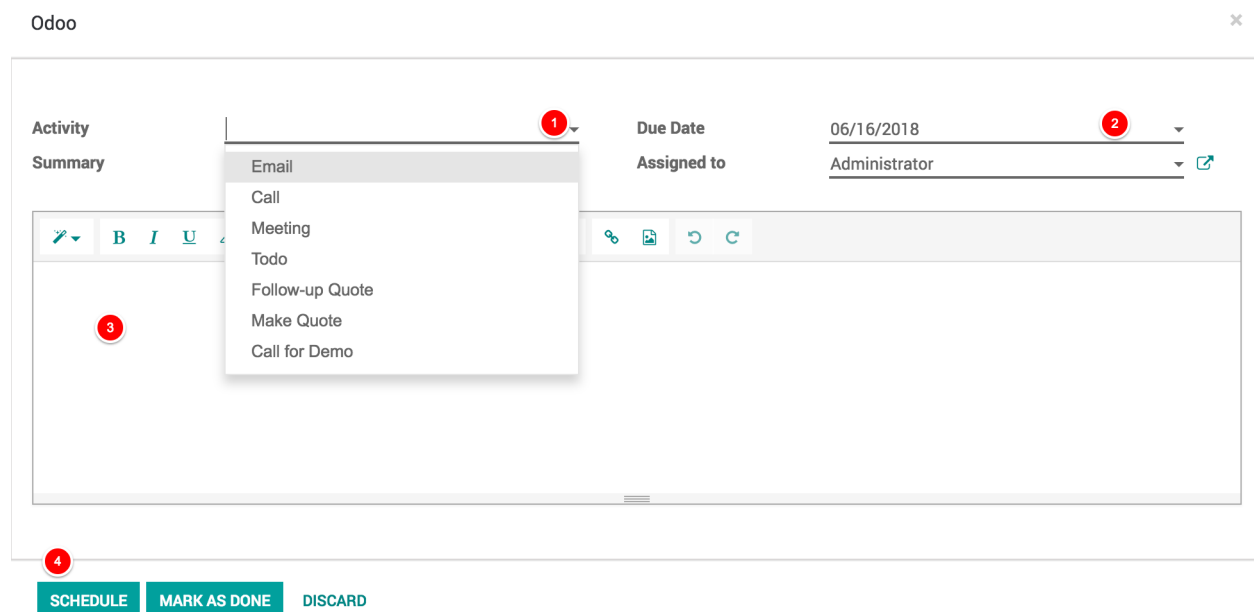 Odoo ×
Activity 1 Due Date 06/16/2018 2
Summary Assigned to Administrator
Email
Call
B I U
Meeting
Todo
Follow-up Quote
3 Make Quote
Call for Demo
4
SCHEDULE MARK AS DONE DISCARD